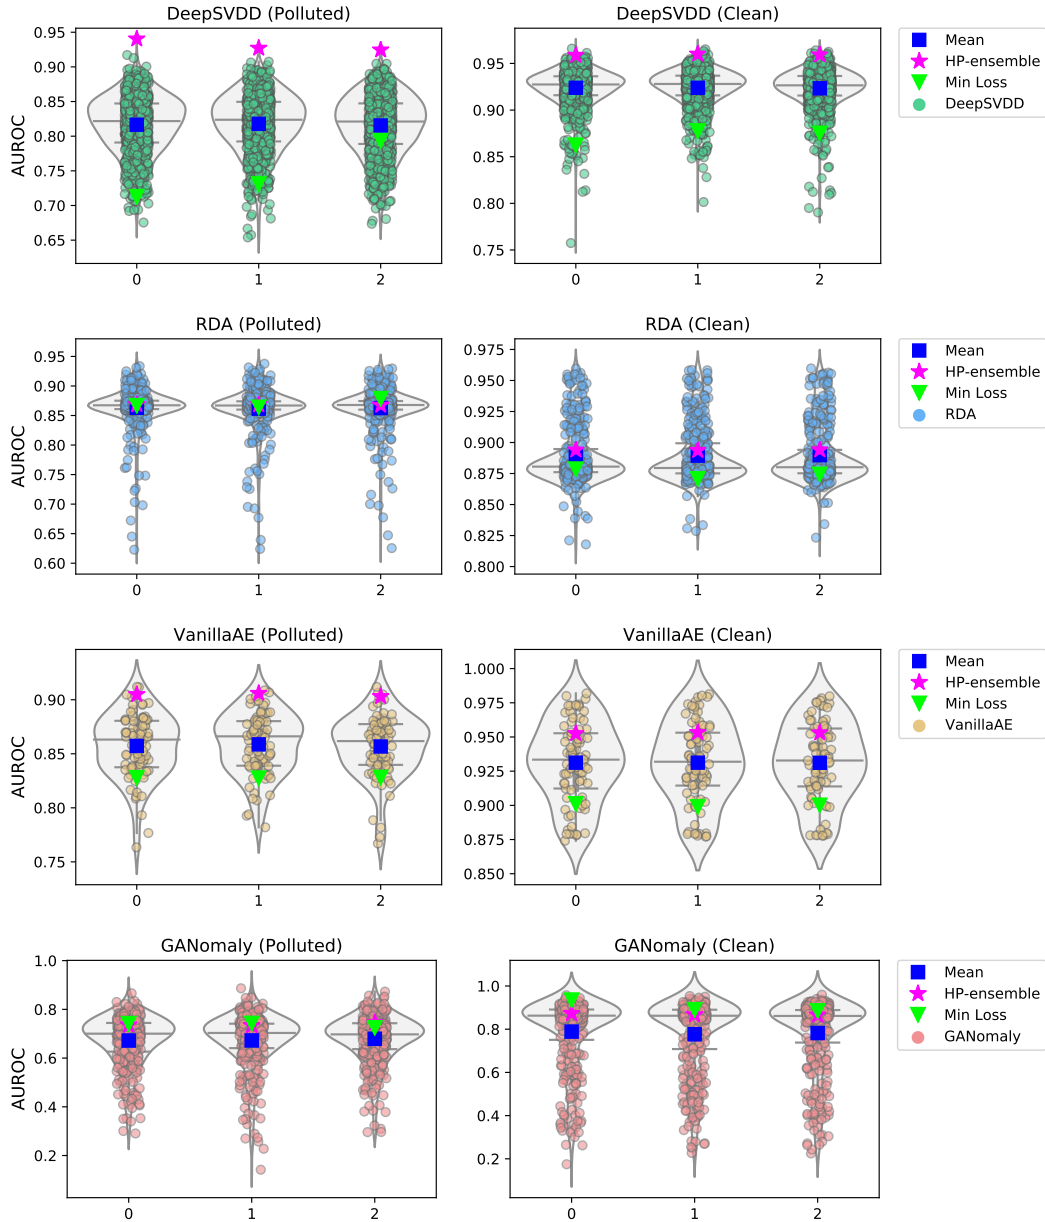 DeepSVDD (Polluted)
DeepSVDD (Clean)
0.95
0.90
0.85
0.80
0.75
0.70
0.65
AUROC
0 1 2
0.95
0.90
0.85
0.80
0.75
0 1 2
Mean
HP-ensemble
Min Loss
DeepSVDD
RDA (Polluted)
RDA (Clean)
0.95
0.90
0.85
0.80
0.75
0.70
0.65
0.60
AUROC
0 1 2
0.975
0.950
0.925
0.900
0.875
0.850
0.825
0.800
0 1 2
Mean
HP-ensemble
Min Loss
RDA
VanillaAE (Polluted)
VanillaAE (Clean)
0.90
0.85
0.80
0.75
AUROC
0 1 2
1.000
0.975
0.950
0.925
0.900
0.875
0.850
0 1 2
Mean
HP-ensemble
Min Loss
VanillaAE
GANomaly (Polluted)
GANomaly (Clean)
1.0
0.8
0.6
0.4
0.2
AUROC
0 1 2
1.0
0.8
0.6
0.4
0.2
0 1 2
Mean
HP-ensemble
Min Loss
GANomaly